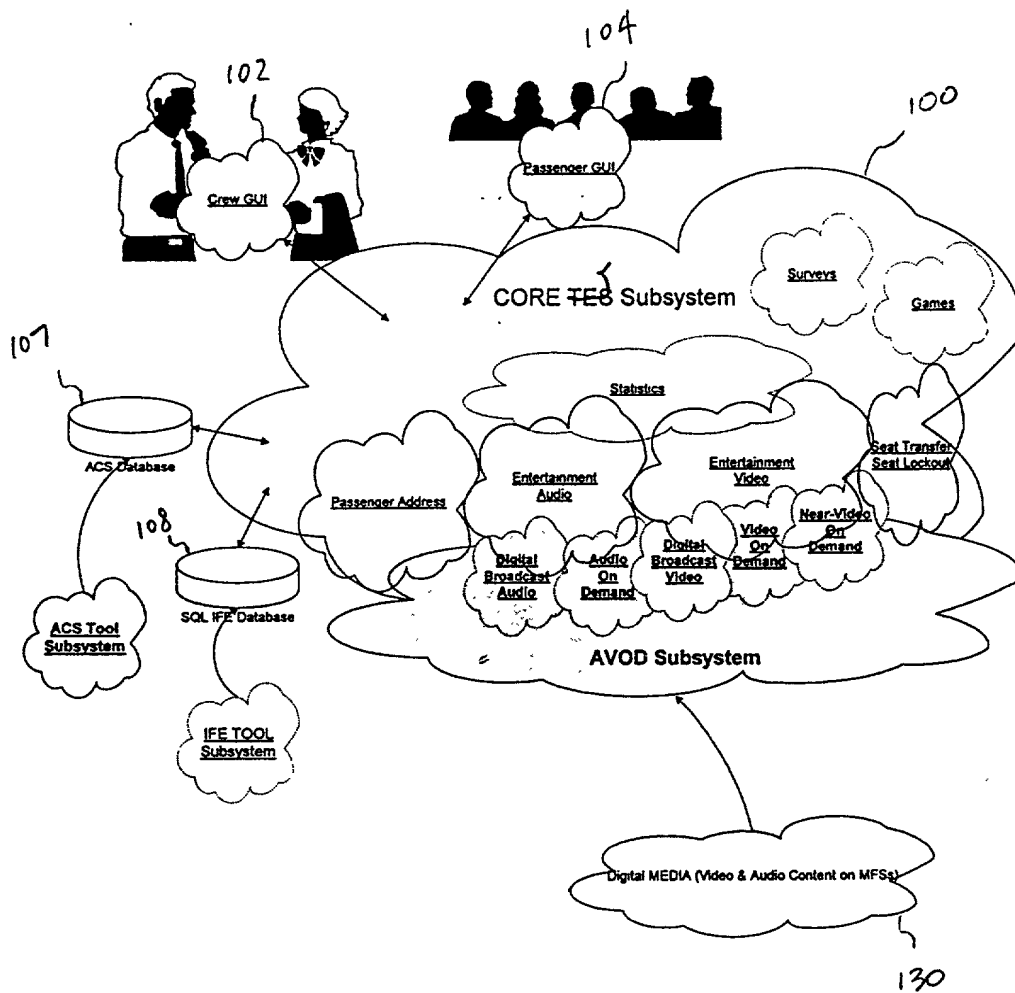 102
104
100
Crew GUI
Passenger GUI
CORE TES Subsystem
Surveys
Games
107
Statistics
ACS Database
Passenger Address
Entertainment
Audio
Entertainment
Video
Seat Transfer
Seat Lockout
108
Digital
Broadcast
Audio
Audio
On
Demand
Digital
Broadcast
Video
Video
On
Demand
Near-Video
On
Demand
SQL IFE Database
ACS Tool
Subsystem
AVOD Subsystem
IFE TOOL
Subsystem
Digital MEDIA (Video & Audio Content on MFSs)
130